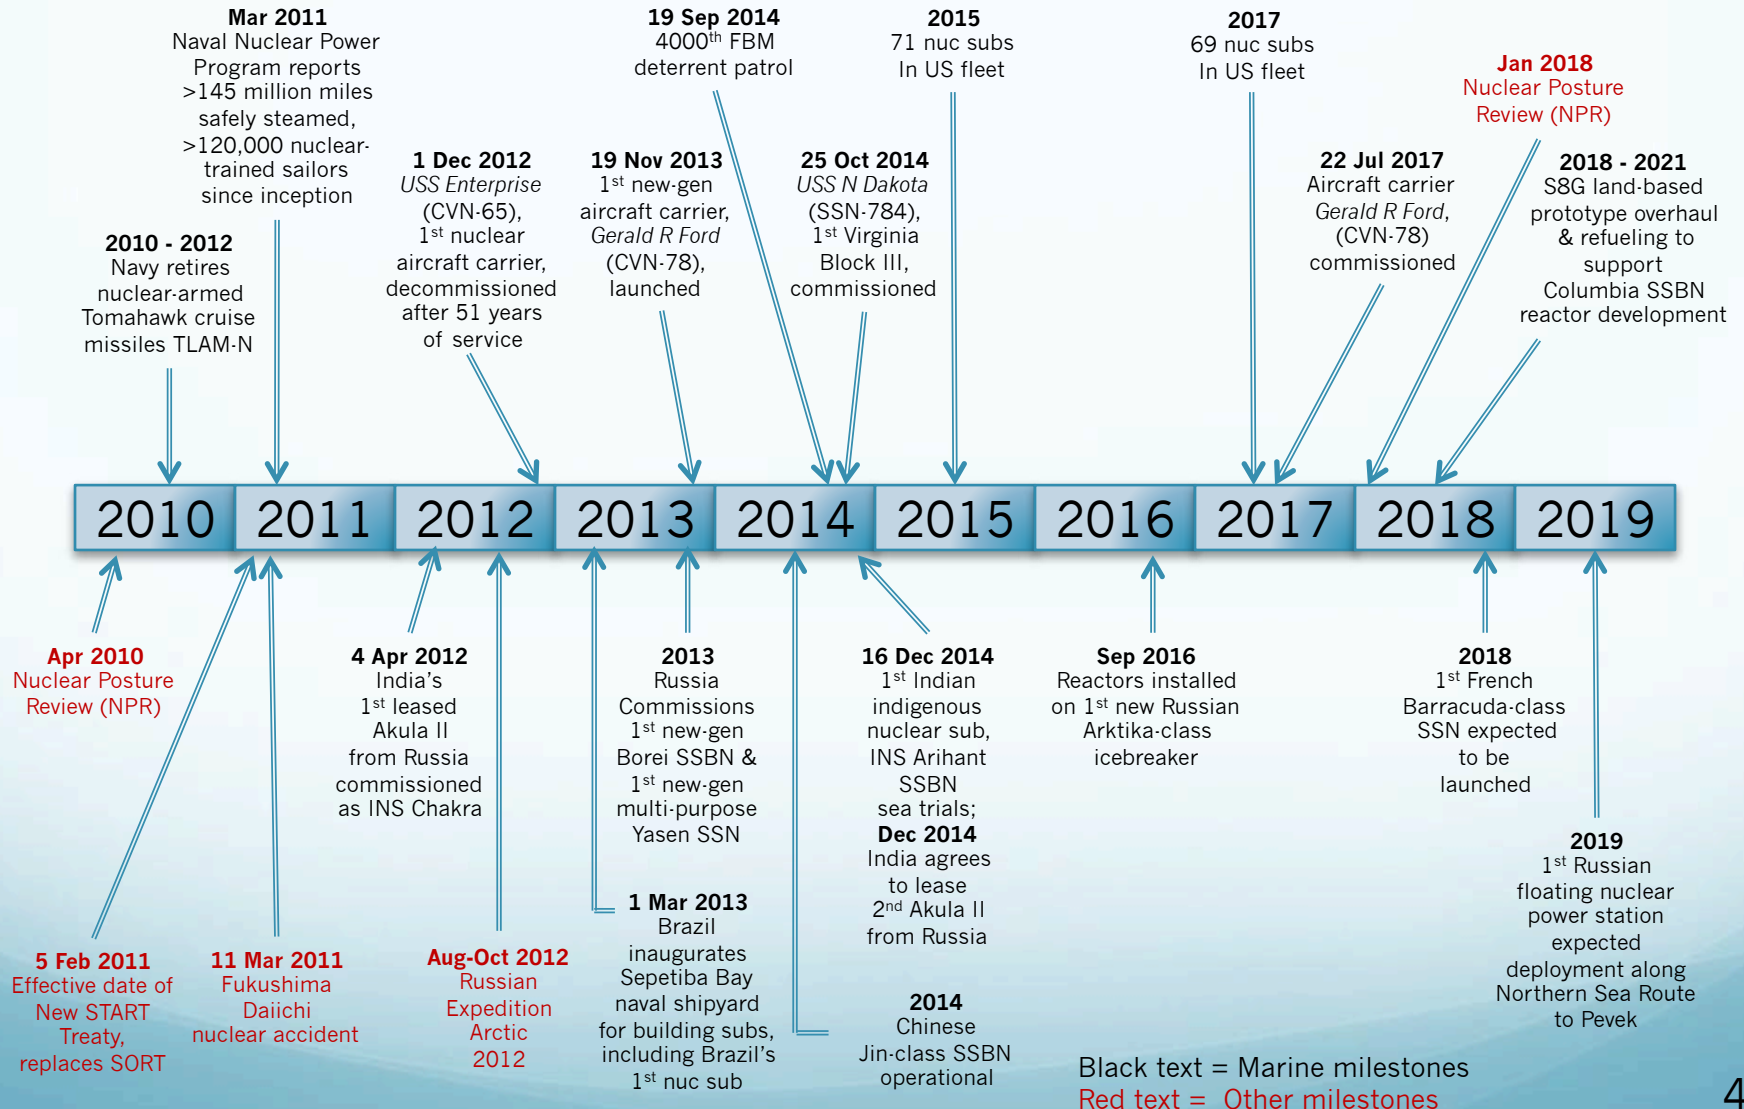 Mar 2011
Naval Nuclear Power
Program reports
>145 million miles
safely steamed,
>120,000 nuclear-
trained sailors
since inception
19 Sep 2014
4000th FBM
deterrent patrol
2015
71 nuc subs
In US fleet
2017
69 nuc subs
In US fleet
Jan 2018
Nuclear Posture
Review (NPR)
2010 - 2012
Navy retires
nuclear-armed
Tomahawk cruise
missiles TLAM-N
1 Dec 2012
USS Enterprise
(CVN-65),
1st nuclear
aircraft carrier,
decommissioned
after 51 years
of service
19 Nov 2013
1st new-gen
aircraft carrier,
Gerald R Ford
(CVN-78),
launched
25 Oct 2014
USS N Dakota
(SSN-784),
1st Virginia
Block III,
commissioned
22 Jul 2017
Aircraft carrier
Gerald R Ford,
(CVN-78)
commissioned
2018 - 2021
S8G land-based
prototype overhaul
& refueling to
support
Columbia SSBN
reactor development
2010 2011 2012 2013 2014 2015 2016 2017 2018 2019
Apr 2010
Nuclear Posture
Review (NPR)
4 Apr 2012
India's
1st leased
Akula II
from Russia
commissioned
as INS Chakra
2013
Russia
Commissions
1st new-gen
Borei SSBN &
1st new-gen
multi-purpose
Yasen SSN
16 Dec 2014
1st Indian
indigenous
nuclear sub,
INS Arihant
SSBN
sea trials;
Dec 2014
India agrees
to lease
2nd Akula II
from Russia
Sep 2016
Reactors installed
on 1st new Russian
Arktika-class
icebreaker
2018
1st French
Barracuda-class
SSN expected
to be
launched
2019
1st Russian
floating nuclear
power station
expected
deployment along
Northern Sea Route
to Pevek
5 Feb 2011
Effective date of
New START
Treaty,
replaces SORT
11 Mar 2011
Fukushima
Daiichi
nuclear accident
Aug-Oct 2012
Russian
Expedition
Arctic
2012
1 Mar 2013
Brazil
inaugurates
Sepetiba Bay
naval shipyard
for building subs,
including Brazil's
1st nuc sub
2014
Chinese
Jin-class SSBN
operational
Black text = Marine milestones
Red text = Other milestones
4